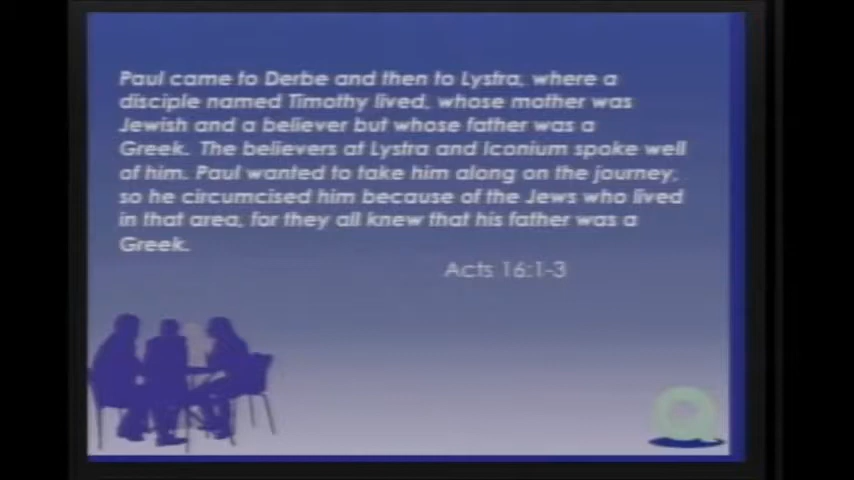 Paul came to Derbe and then to Lystra, where a
disciple named Timothy lived, whose mother was
Jewish and a believer but whose father was a
Greek. The believers at Lystra and Iconium spoke well
of him. Paul wanted to take him along on the journey,
so he circumcised him because of the Jews who lived
in that area, for they all knew that his father was a
Greek.
Acts 16:1-3